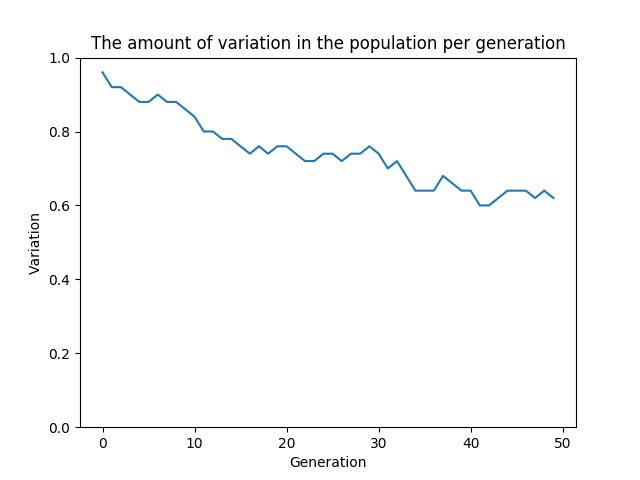 The amount of variation in the population per generation
1.0
0.8
0.6
0.4
0.2
0.0
Variation
0 10 20 30 40 50
Generation